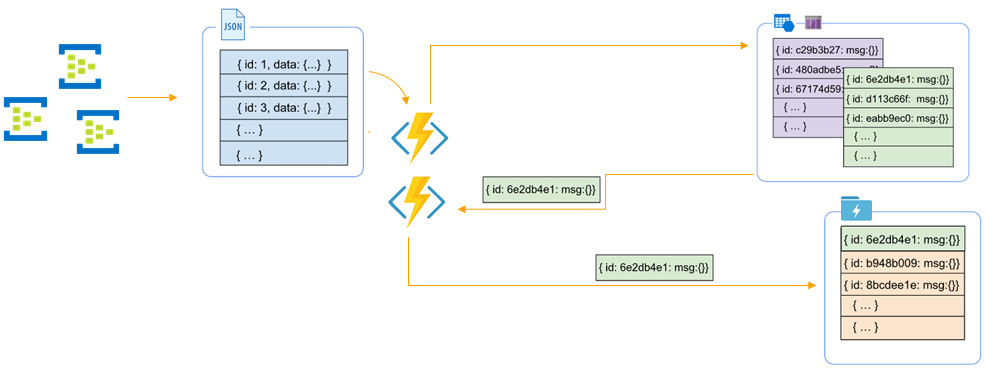 JSON
{ id: 1, data: {...} }
{ id: 2, data: {...} }
{ id: 3, data: {...} }
{ ... }
{ ... }
{ id: c29b3b27: msg:{}}
{ id: 480adbe5:
{ id: 67174d59:
{ ... }
{ ... }
{ id: 6e2db4e1: msg:{}}
{ id: d113c66f: msg:{}}
{ id: eabb9ec0: msg:{}}
{ ... }
{ ... }
{ id: 6e2db4e1: msg:{}}
{ id: 6e2db4e1: msg:{}}
{ id: 6e2db4e1: msg:{}}
{ id: b948b009: msg:{}}
{ id: 8bcdee1e: msg:{}}
{ ... }
{ ... }